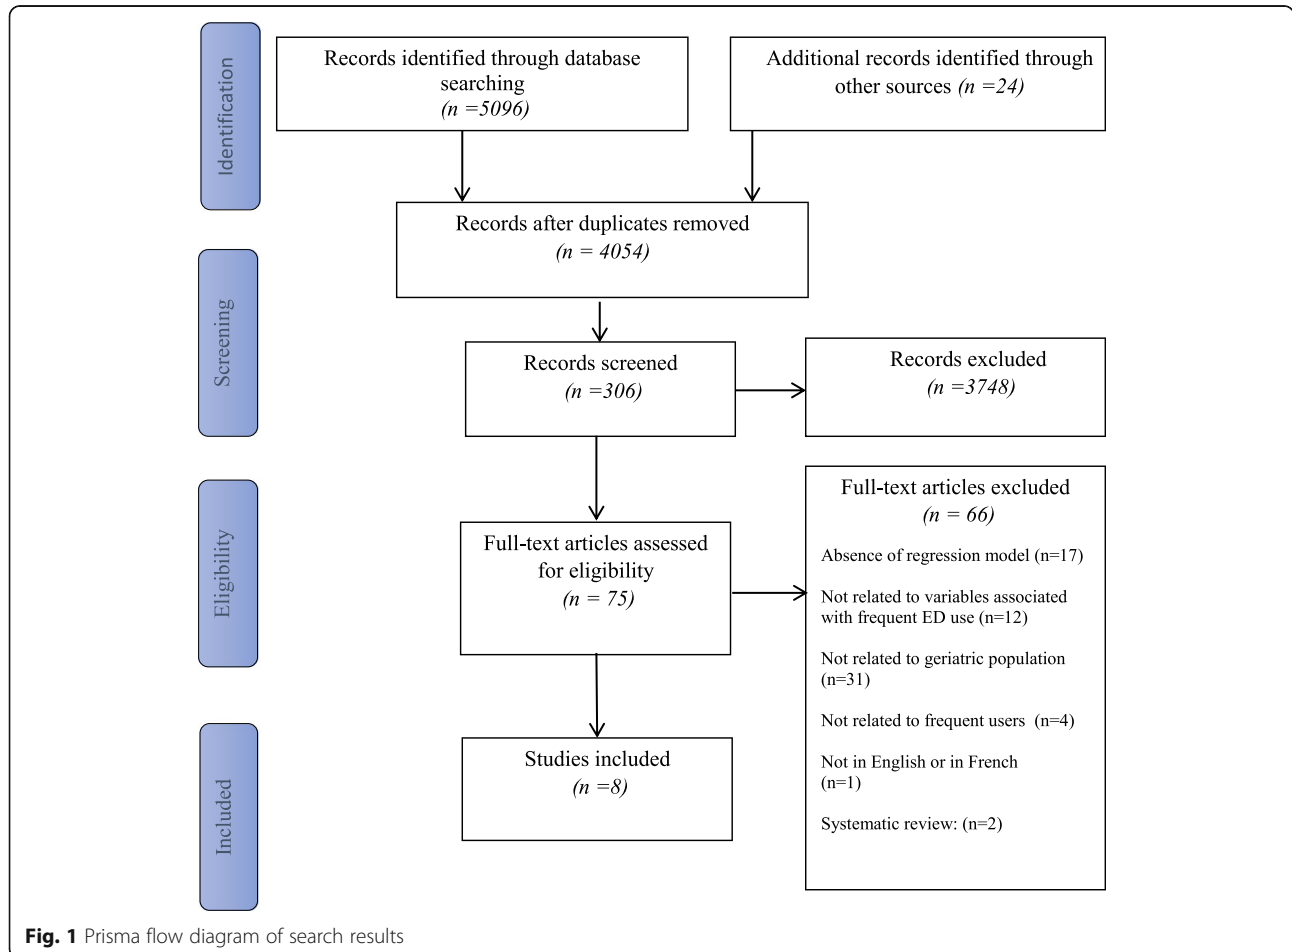 Identification
Records identified through database
searching
(n =5096)
Additional records identified through
other sources (n =24)
Records after duplicates removed
(n = 4054)
Screening
Records screened
(n =306)
Records excluded
(n =3748)
Eligibility
Full-text articles assessed
for eligibility
(n = 75)
Full-text articles excluded
(n = 66)
Absence of regression model (n=17)
Not related to variables associated
with frequent ED use (n=12)
Not related to geriatric population
(n=31)
Not related to frequent users (n=4)
Not in English or in French
(n=1)
Systematic review: (n=2)
Included
Studies included
(n =8)
Fig. 1 Prisma flow diagram of search results